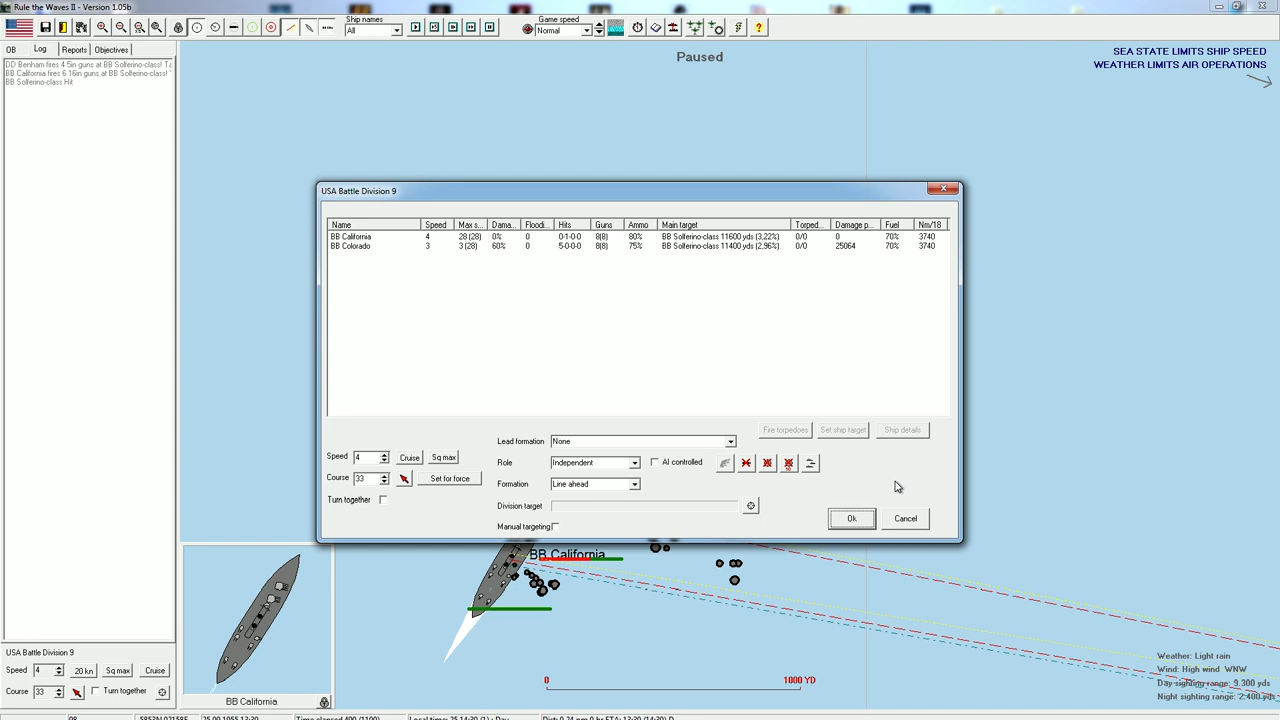 Rule the Waves II - Version 1.05b
Ship names
All
Game speed
Normal
OB Log Reports Objectives
Paused
SEA STATE LIMITS SHIP SPEED
WEATHER LIMITS AIR OPERATIONS
DD Benham fires 4 5in guns at BB Solferino-class!
BB California fires 6 16in guns at BB Solferino-class!
BB Solferino-class Hit
USA Battle Division 9
Name Speed Max s... Dama... Floodi... Hits Guns Ammo Main target Torped... Damage p... Fuel Nm/18
BB California 4 28 (28) 0% 0 0-1-0-0 8(8) 80% BB Solferino-class 11600 yds (3,22%) 0/0 0 70% 3740
BB Colorado 3 3 (28) 60% 0 5-0-0-0 8(8) 75% BB Solferino-class 11400 yds (2,96%) 0/0 25064 70% 3740
Fire torpedoes Set ship target Ship details
Lead formation None
Speed 4 Cruise Sq max
Role Independent AI controlled
Course 33 Set for force
Formation Line ahead
Turn together
Division target
Manual targeting
Ok Cancel
BB California
USA Battle Division 9
Speed 4 20 kn Sq max Cruise
Course 33 Turn together
BB California
0 1000 YD
Weather: Light rain
Wind: High wind WNW
Day sighting range: 9.300 yds
Night sighting range: 2.400 yds